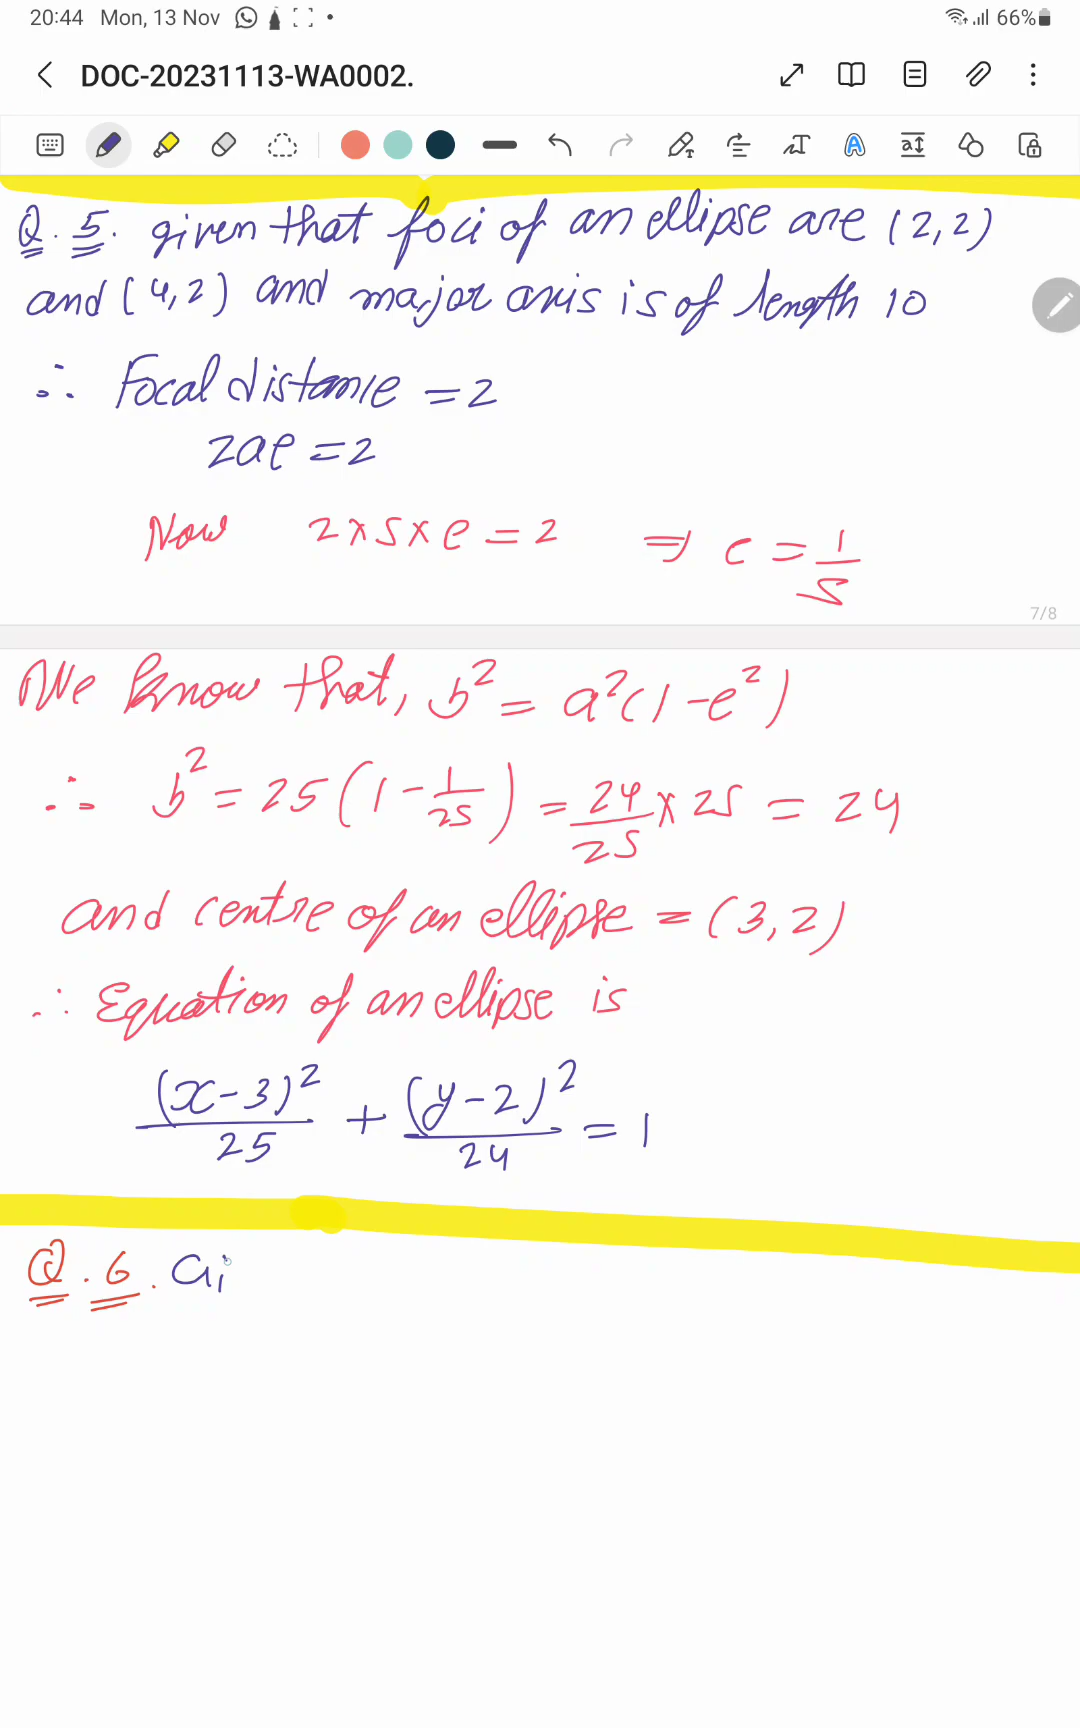 20:44 Mon, 13 Nov 66%
DOC-20231113-WA0002.
Q.5. given that foci of an ellipse are (2,2)
and (4,2) and major axis is of length 10
∴ Focal distance = 2
2ae = 2
Now 2×5×e = 2 ⇒ e = 1/5
7/8
We know that, b² = a²(1-e²)
∴ b² = 25(1-1/25) = 24/25 × 25 = 24
and centre of an ellipse = (3,2)
∴ Equation of an ellipse is
(x-3)²/25 + (y-2)²/24 = 1
Q.6.